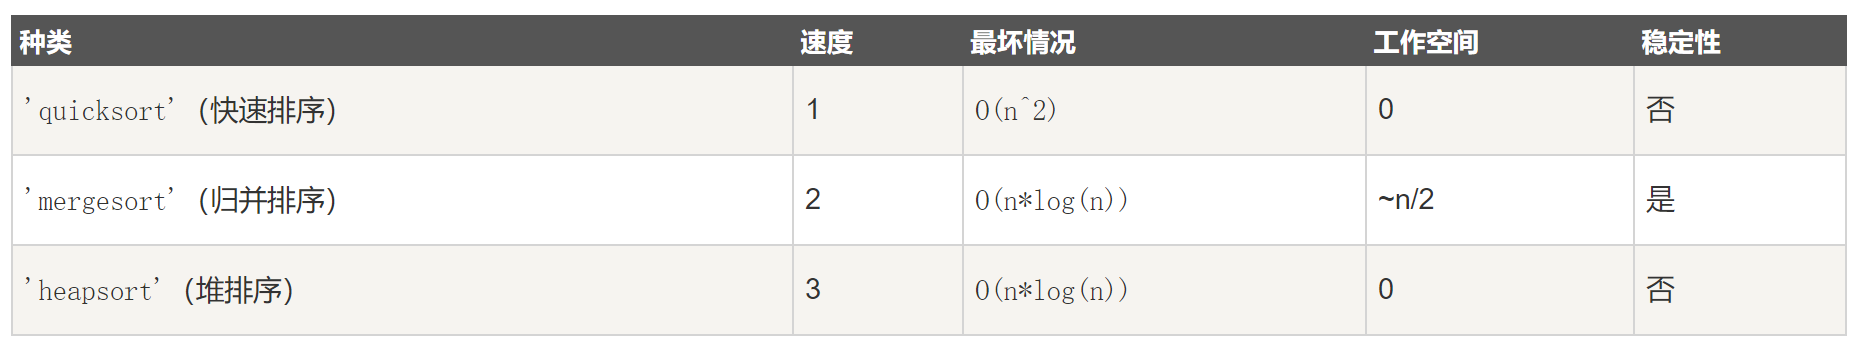 种类 速度 最坏情况 工作空间 稳定性
'quicksort'（快速排序） 1 O(n^2) 0 否
'mergesort'（归并排序） 2 O(n*log(n)) ~n/2 是
'heapsort'（堆排序） 3 O(n*log(n)) 0 否